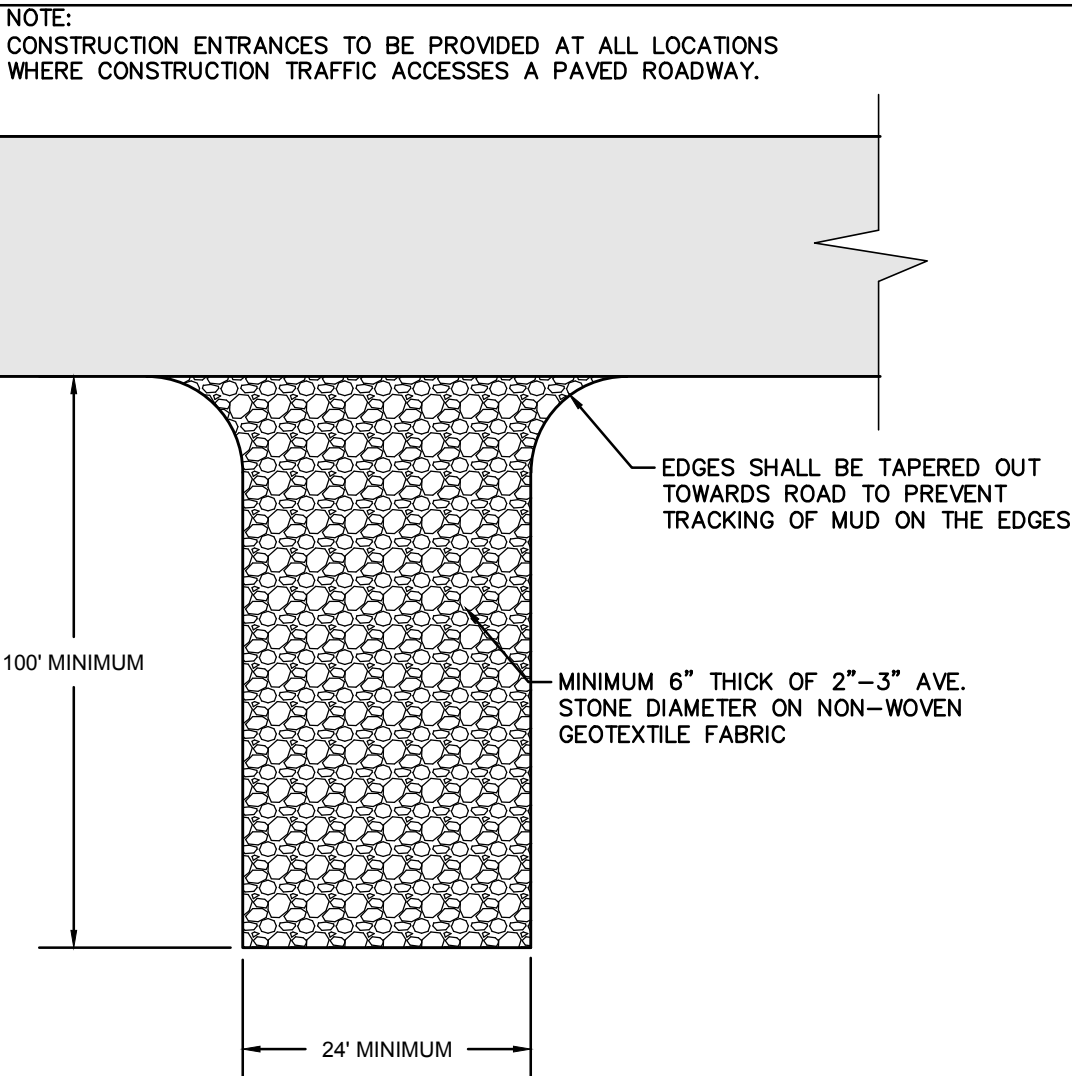 NOTE:
CONSTRUCTION ENTRANCES TO BE PROVIDED AT ALL LOCATIONS
WHERE CONSTRUCTION TRAFFIC ACCESSES A PAVED ROADWAY.
EDGES SHALL BE TAPERED OUT
TOWARDS ROAD TO PREVENT
TRACKING OF MUD ON THE EDGES
100' MINIMUM
MINIMUM 6” THICK OF 2”–3” AVE.
STONE DIAMETER ON NON–WOVEN
GEOTEXTILE FABRIC
24' MINIMUM